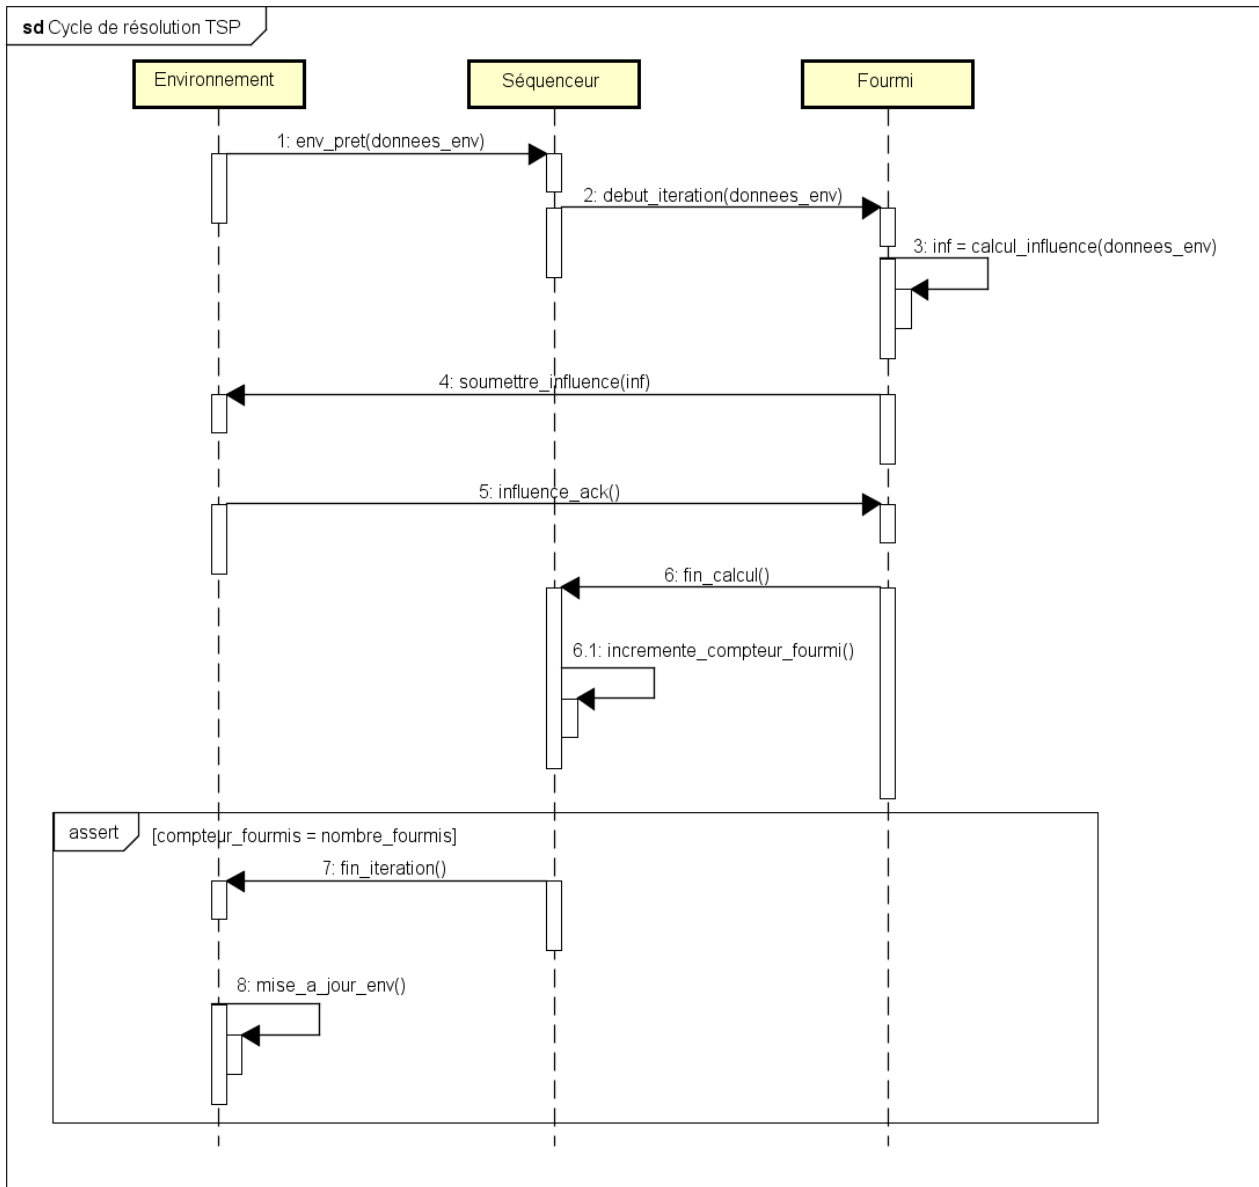 sd Cycle de résolution TSP
Environnement
Séquenceur
Fourmi
1: env_pret(donnees_env)
2: debut_iteration(donnees_env)
3: inf = calcul_influence(donnees_env)
4: soumettre_influence(inf)
5: influence_ack()
6: fin_calcul()
6.1: incremente_compteur_fourmi()
assert
[compteur_fourmis = nombre_fourmis]
7: fin_iteration()
8: mise_a_jour_env()